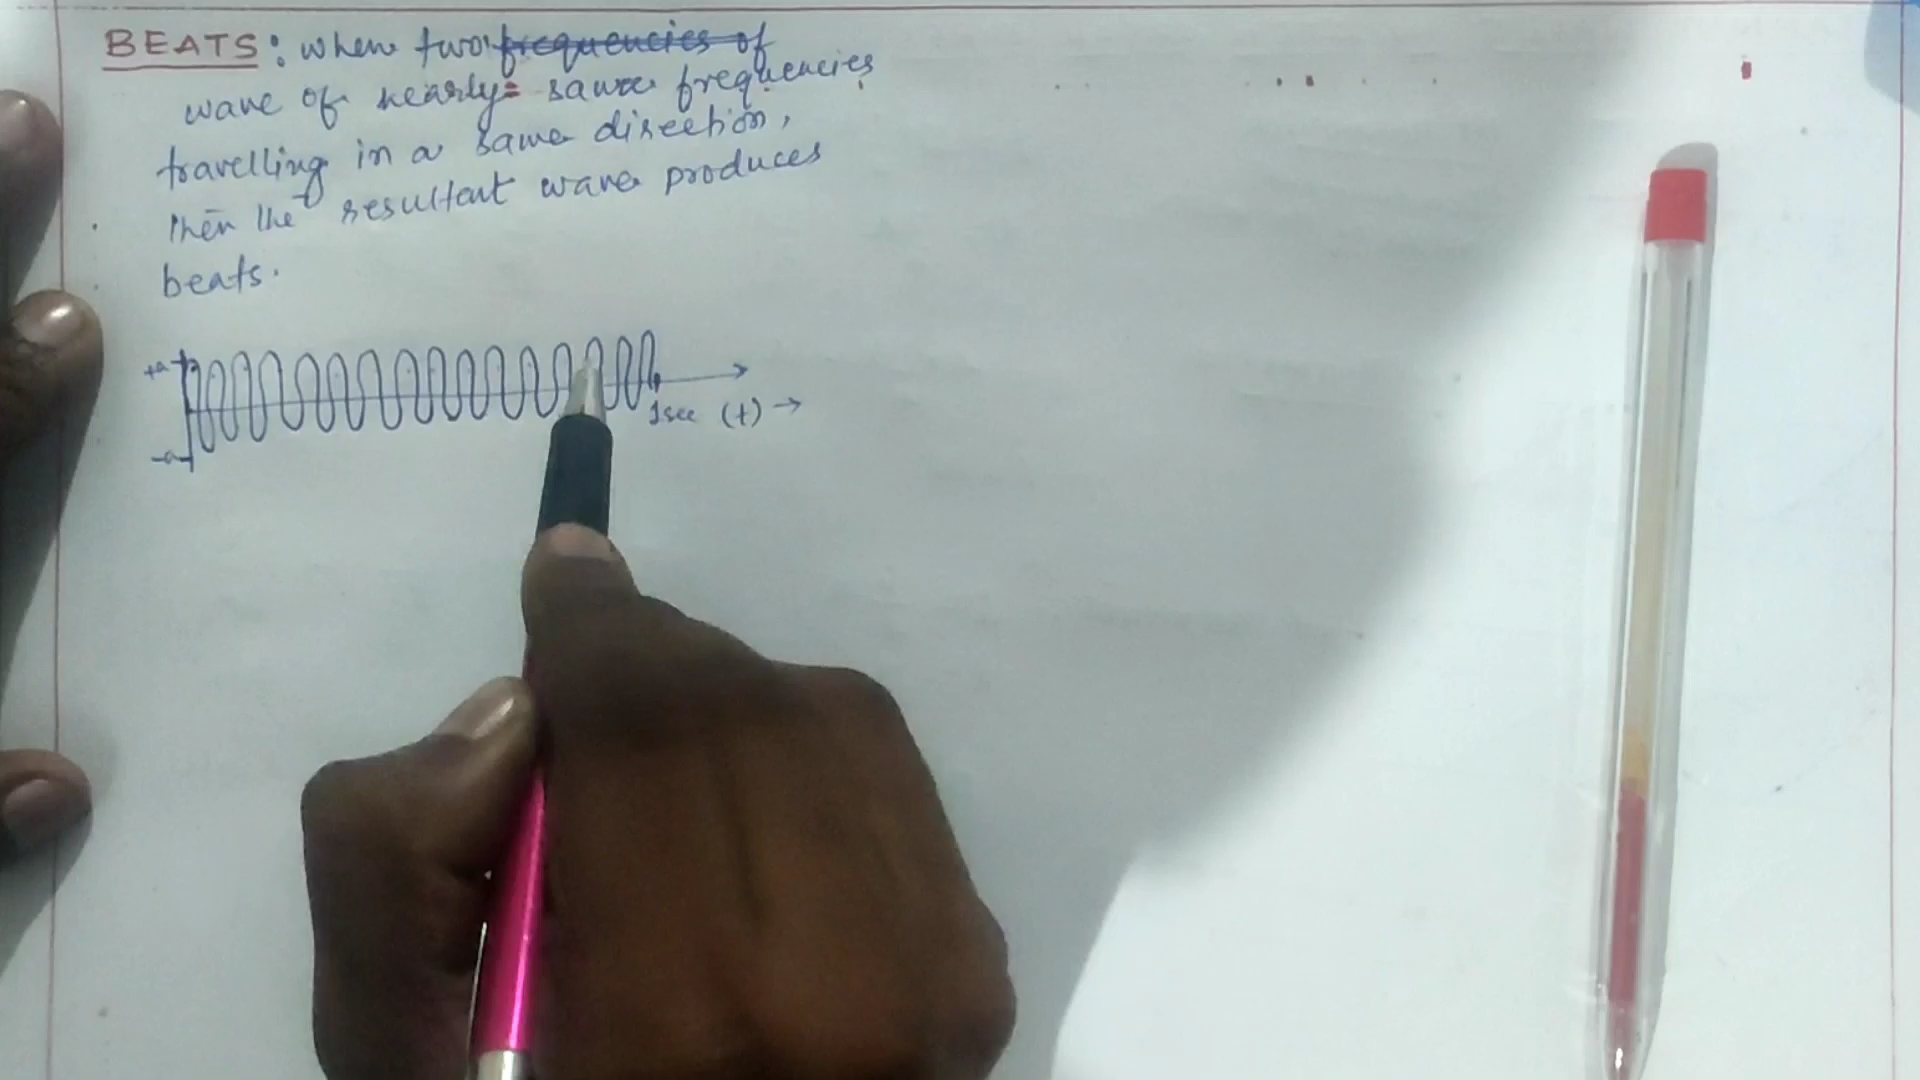 BEATS: when two frequencies of
wave of nearly= same frequencies
travelling in a same direction,
then the resultant wave produces
beats.
+a
-a
1sec (t) →